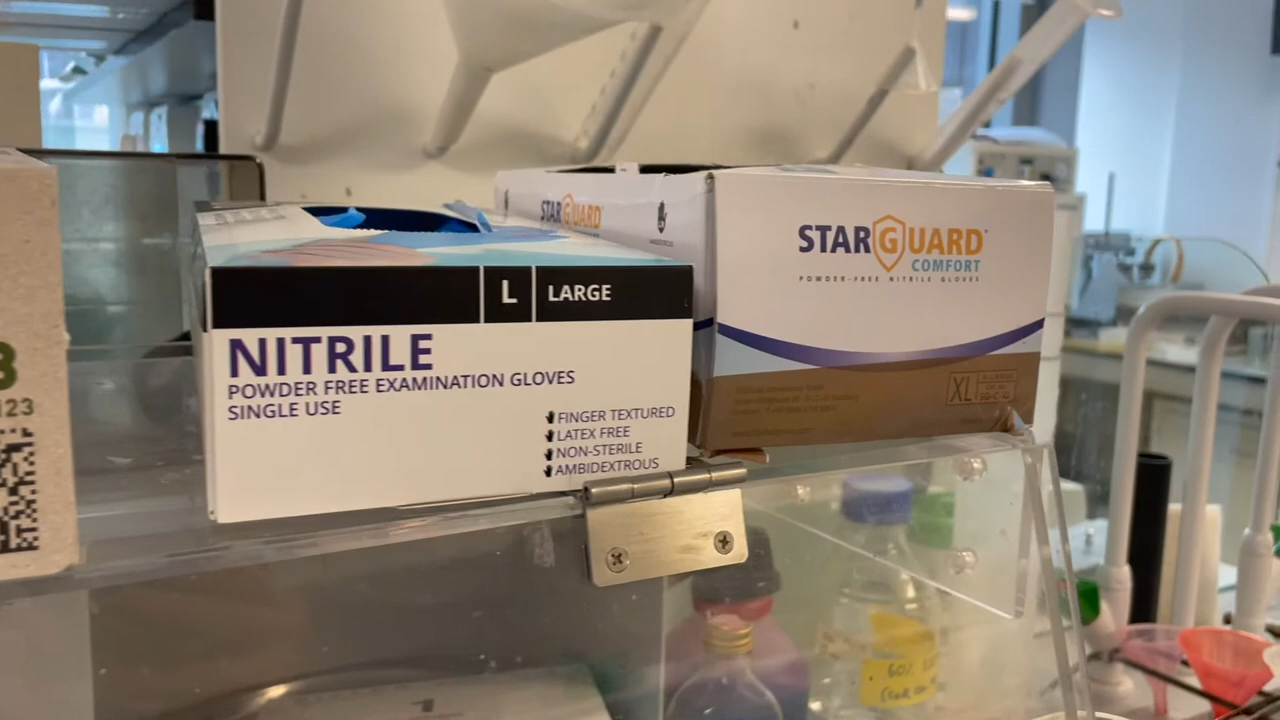 L LARGE
NITRILE
POWDER FREE EXAMINATION GLOVES
SINGLE USE
FINGER TEXTURED
LATEX FREE
NON-STERILE
AMBIDEXTROUS
STARGUARD
STARGUARD
COMFORT
POWDER-FREE NITRILE GLOVES
XL
123